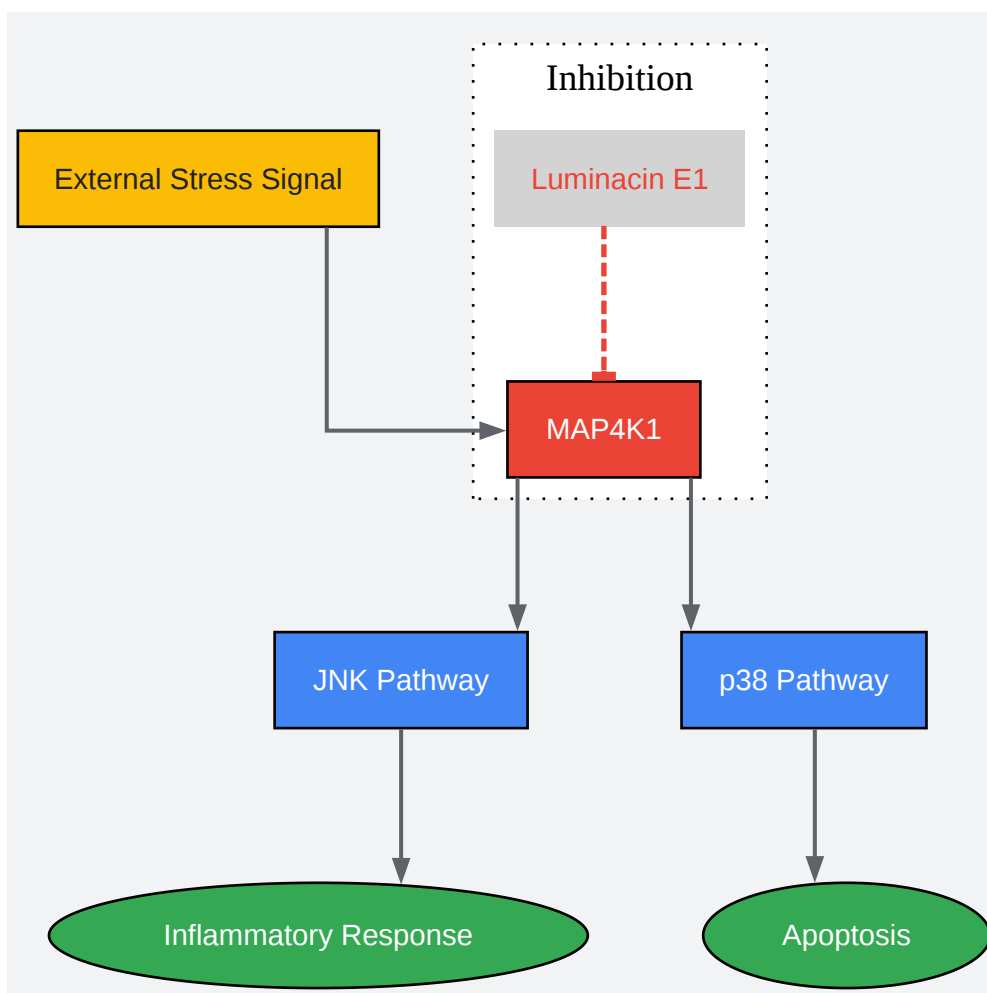 Inhibition
External Stress Signal
Luminacin E1
MAP4K1
JNK Pathway
p38 Pathway
Inflammatory Response
Apoptosis